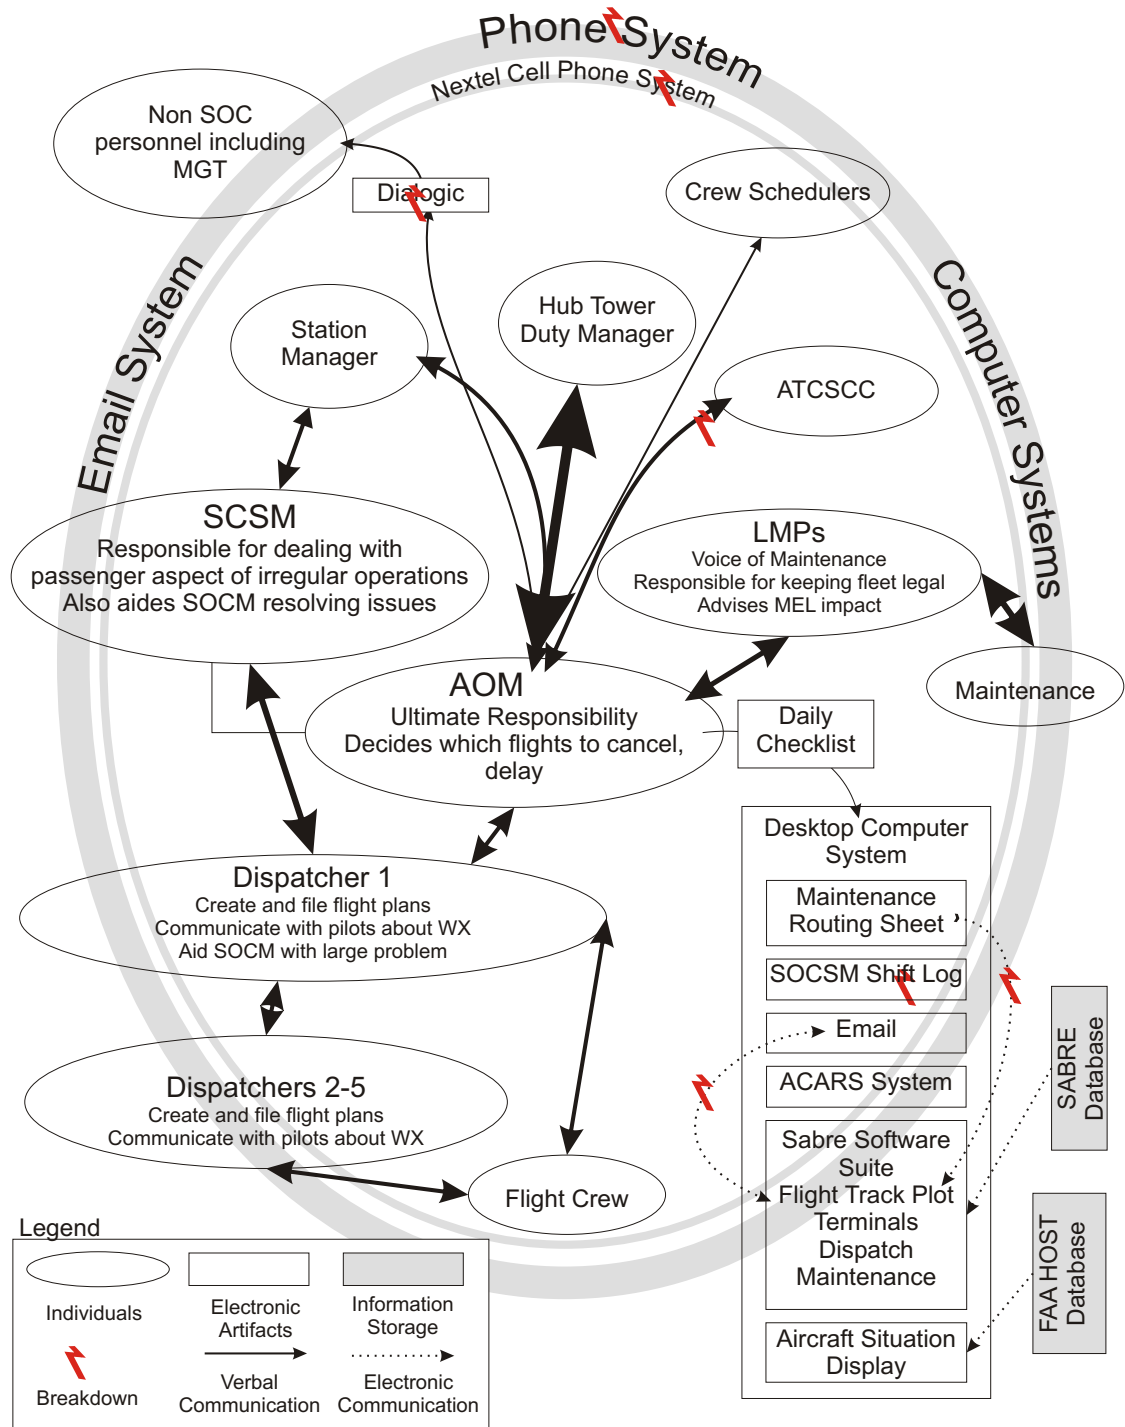 Phone System
Nextel Cell Phone System
Email System
Computer Systems
Non SOC
personnel including
MGT
Dialogic
Crew Schedulers
Station
Manager
Hub Tower
Duty Manager
ATCSCC
SCSM
Responsible for dealing with
passenger aspect of irregular operations
Also aides SOCM resolving issues
LMPs
Voice of Maintenance
Responsible for keeping fleet legal
Advises MEL impact
Maintenance
AOM
Ultimate Responsibility
Decides which flights to cancel,
delay
Daily
Checklist
Desktop Computer
System
Maintenance
Routing Sheet
SOCSM Shift Log
Email
ACARS System
Sabre Software
Suite
Flight Track Plot
Terminals
Dispatch
Maintenance
Aircraft Situation
Display
SABRE
Database
FAA HOST
Database
Dispatcher 1
Create and file flight plans
Communicate with pilots about WX
Aid SOCM with large problem
Dispatchers 2-5
Create and file flight plans
Communicate with pilots about WX
Flight Crew
Legend
Individuals
Electronic
Artifacts
Information
Storage
Breakdown
Verbal
Communication
Electronic
Communication